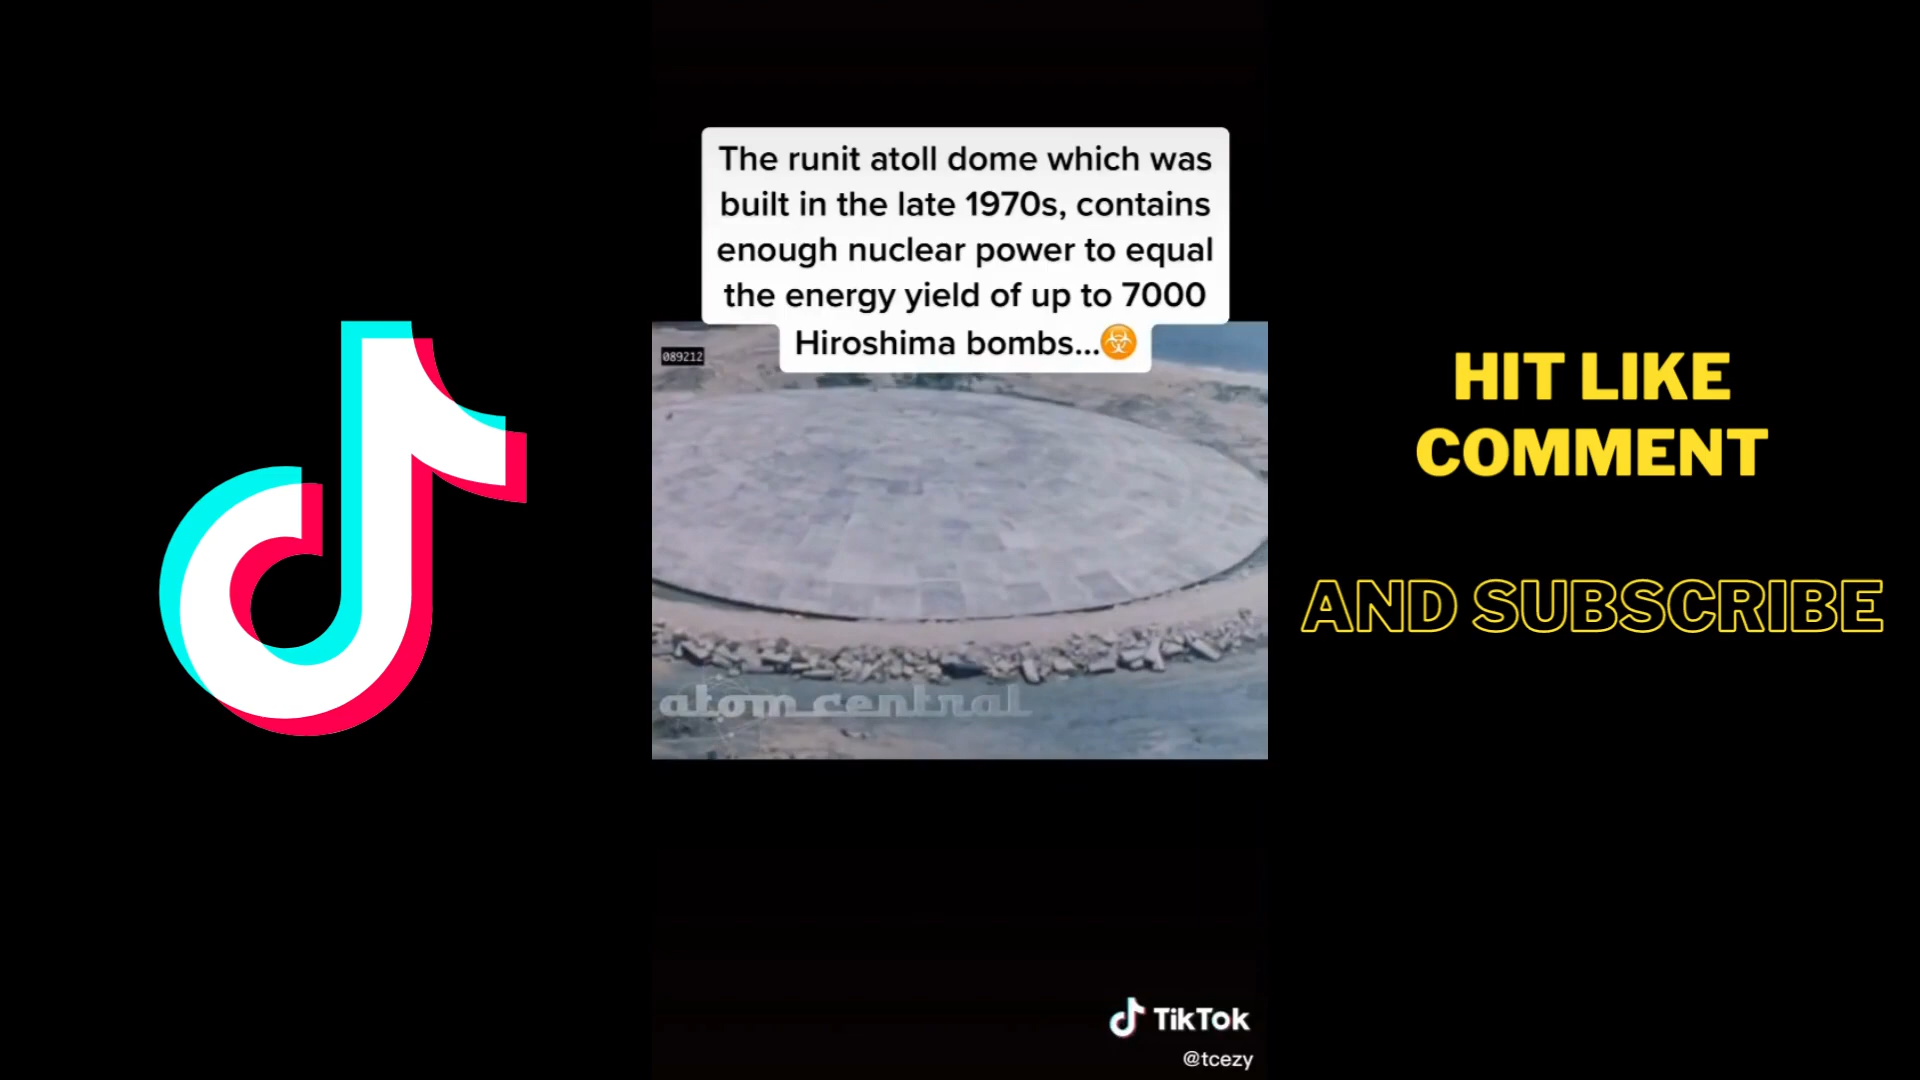 The runit atoll dome which was
built in the late 1970s, contains
enough nuclear power to equal
the energy yield of up to 7000
Hiroshima bombs...☣
089212
atom central
HIT LIKE
COMMENT
AND SUBSCRIBE
TikTok
@tcezy